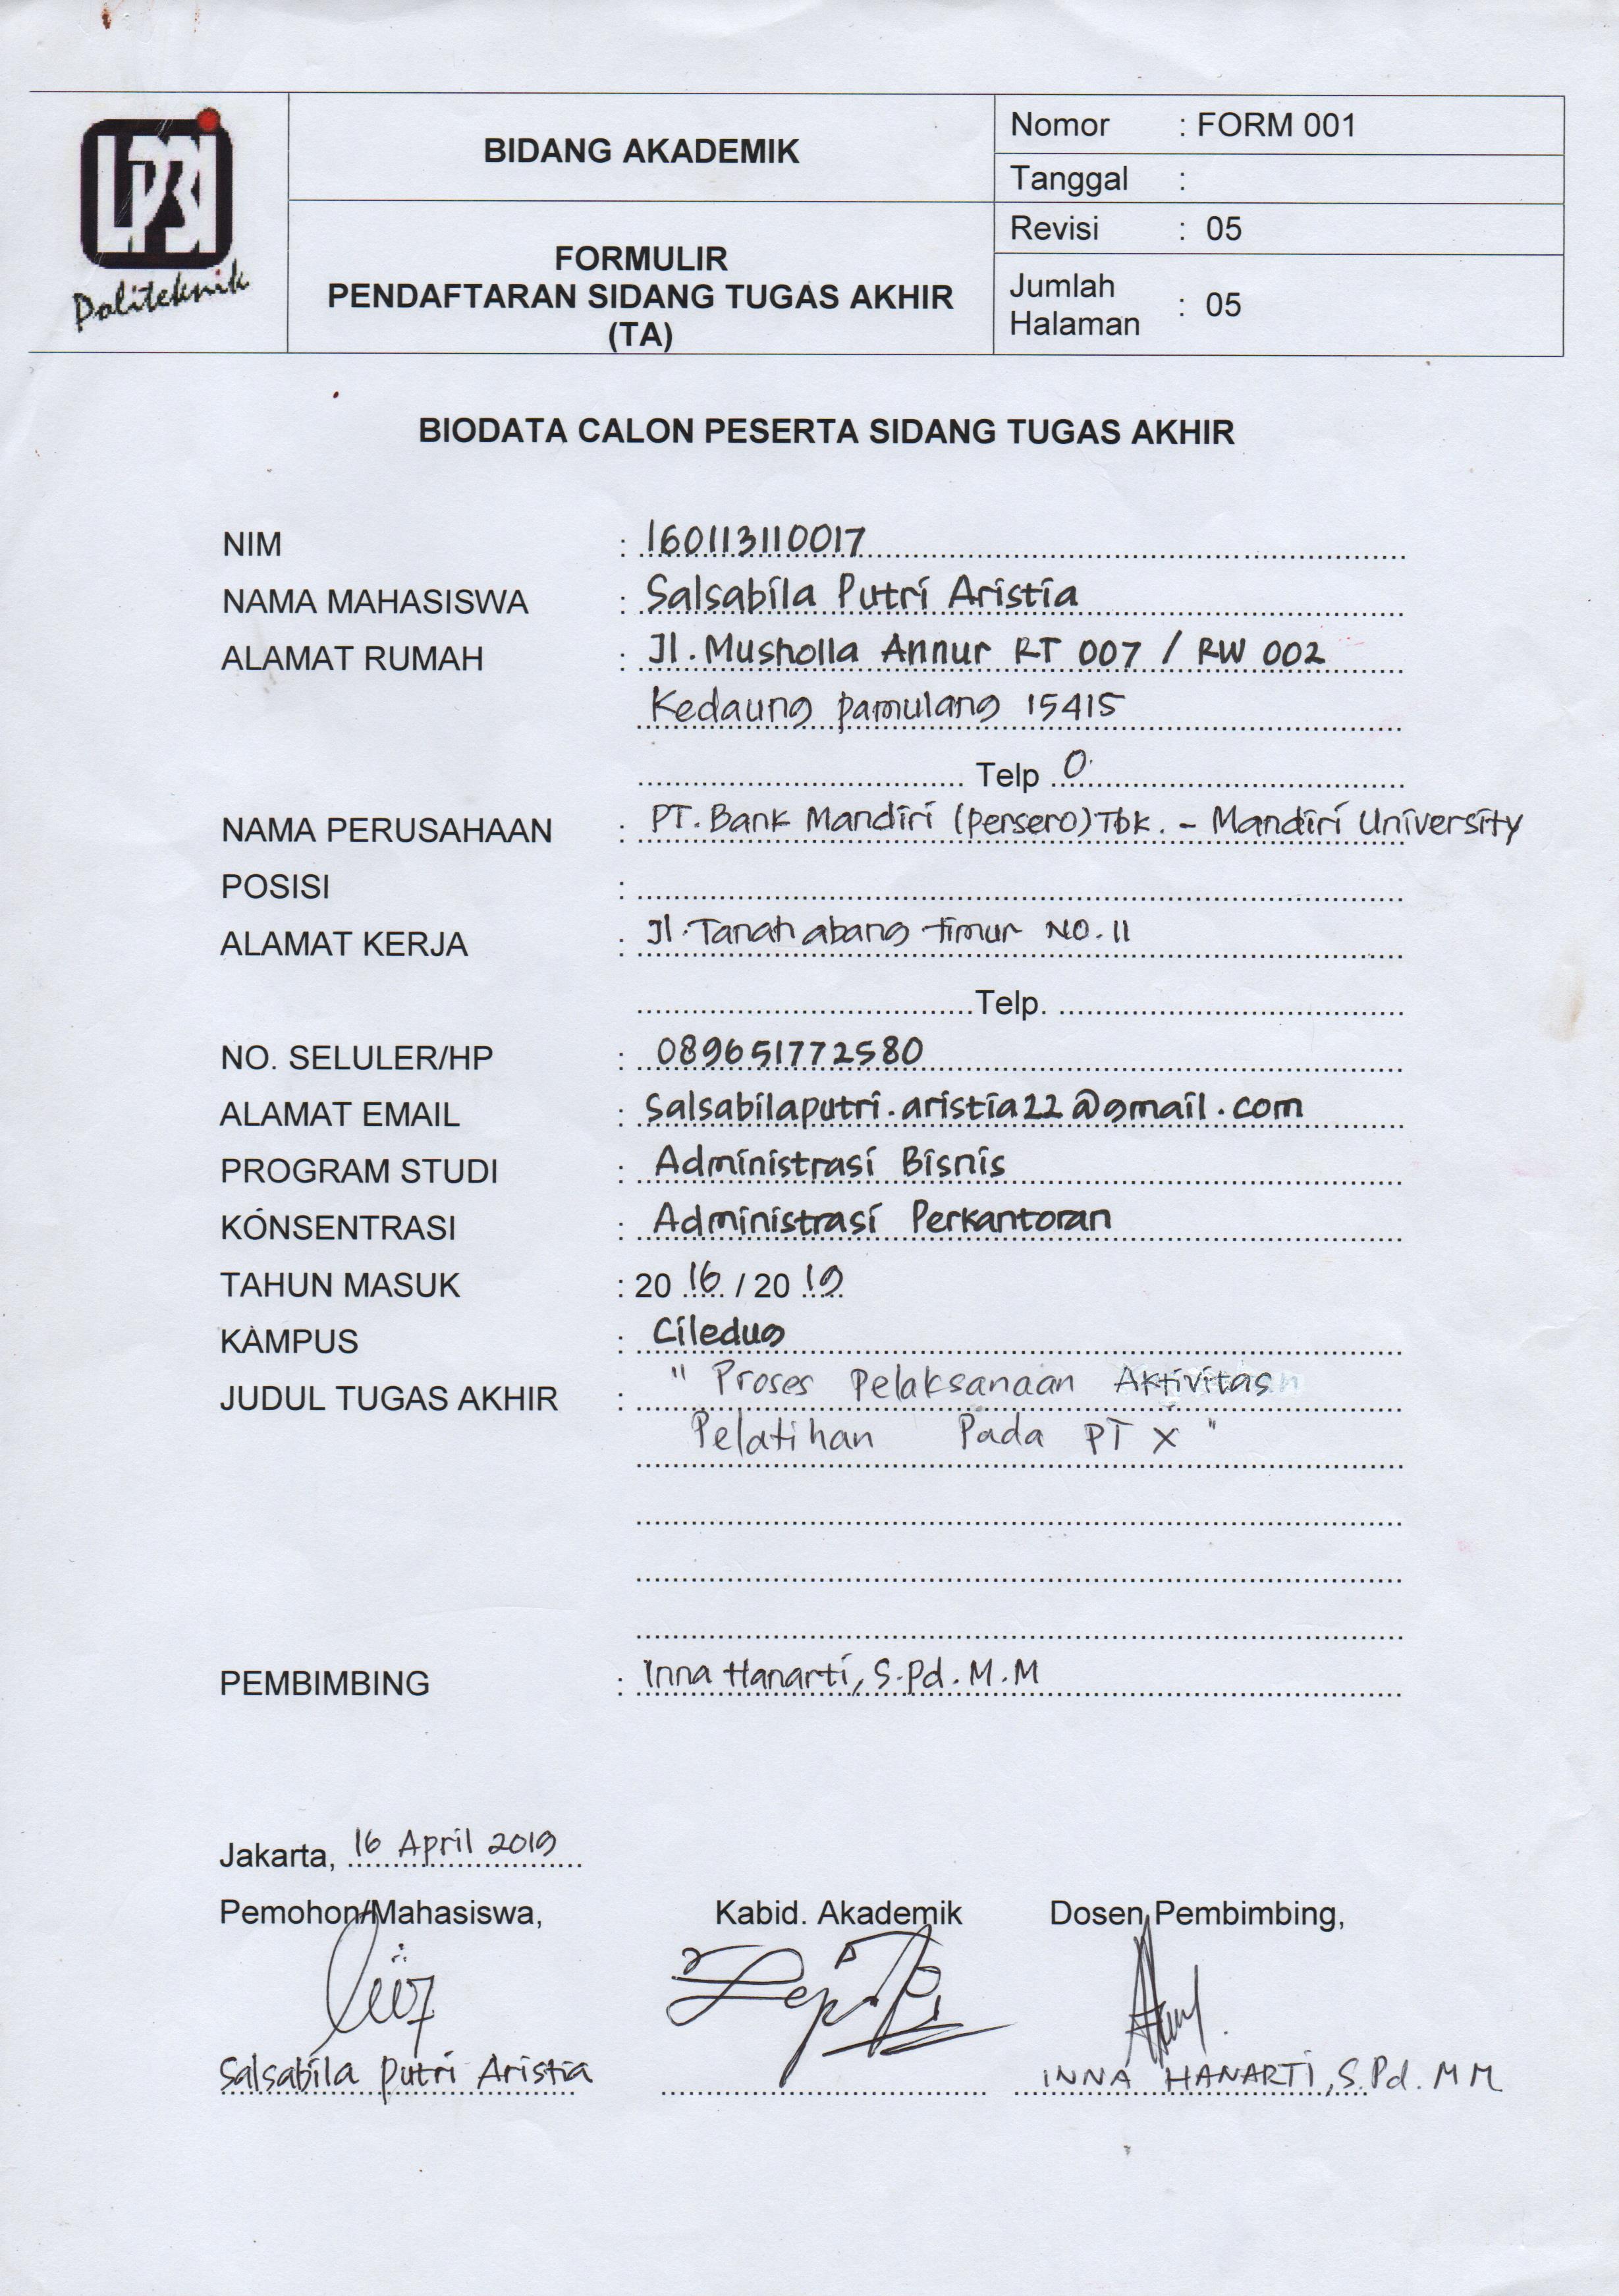 LP3I
Politeknik
BIDANG AKADEMIK
FORMULIR
PENDAFTARAN SIDANG TUGAS AKHIR
(TA)
Nomor : FORM 001
Tanggal :
Revisi : 05
Jumlah Halaman : 05
BIODATA CALON PESERTA SIDANG TUGAS AKHIR
NIM : 160113110017
NAMA MAHASISWA : Salsabila Putri Aristia
ALAMAT RUMAH : Jl. Musholla Annur RT 007 / RW 002
Kedaung pamulang 15415
Telp 0
NAMA PERUSAHAAN : PT. Bank Mandiri (persero) Tbk. - Mandiri University
POSISI :
ALAMAT KERJA : Jl. Tanah abang timur NO. 11
Telp.
NO. SELULER/HP : 089651772580
ALAMAT EMAIL : salsabilaputri.aristia22@gmail.com
PROGRAM STUDI : Administrasi Bisnis
KONSENTRASI : Administrasi Perkantoran
TAHUN MASUK : 20 16 / 20 19
KAMPUS : Ciledug
JUDUL TUGAS AKHIR : " Proses Pelaksanaan Aktivitas
Pelatihan Pada PT X "
PEMBIMBING : Inna Hanarti, S.Pd. M.M
Jakarta, 16 April 2019
Pemohon/Mahasiswa, Kabid. Akademik Dosen Pembimbing,
Salsabila Putri Aristia INNA HANARTI, S.Pd. MM